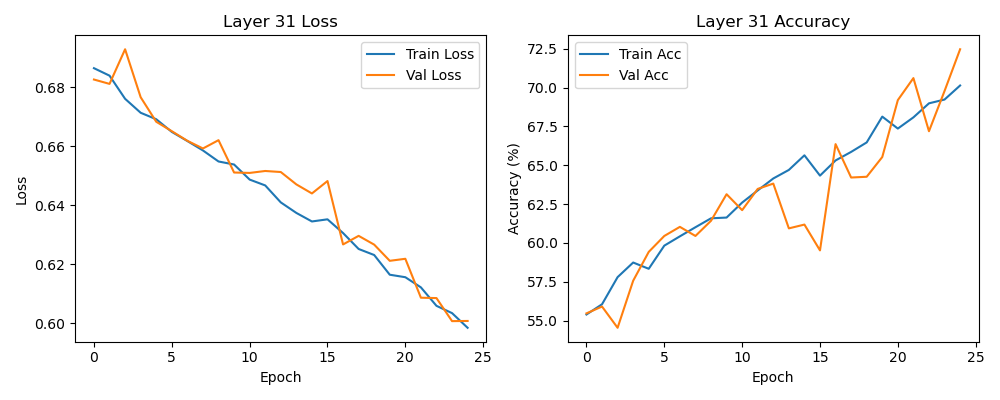 Layer 31 Loss
Train Loss
Val Loss
0.68
0.66
0.64
0.62
0.60
Loss
0 5 10 15 20 25
Epoch
Layer 31 Accuracy
Train Acc
Val Acc
72.5
70.0
67.5
65.0
62.5
60.0
57.5
55.0
Accuracy (%)
0 5 10 15 20 25
Epoch